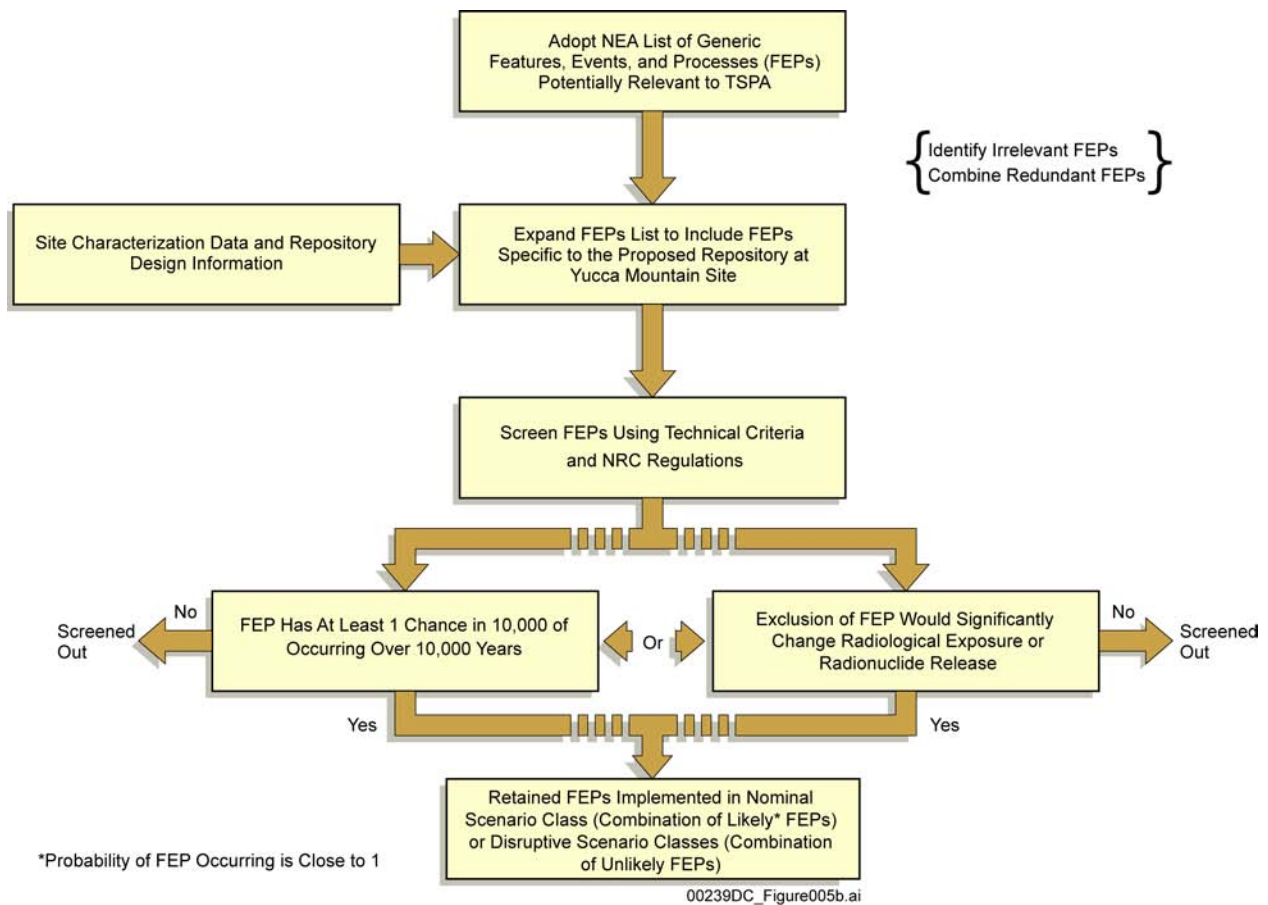 Adopt NEA List of Generic
Features, Events, and Processes (FEPs)
Potentially Relevant to TSPA
Identify Irrelevant FEPs
Combine Redundant FEPs
Site Characterization Data and Repository
Design Information
Expand FEPs List to Include FEPs
Specific to the Proposed Repository at
Yucca Mountain Site
Screen FEPs Using Technical Criteria
and NRC Regulations
Screened
Out
No
FEP Has At Least 1 Chance in 10,000 of
Occurring Over 10,000 Years
Or
Exclusion of FEP Would Significantly
Change Radiological Exposure or
Radionuclide Release
No
Screened
Out
Yes
Yes
Retained FEPs Implemented in Nominal
Scenario Class (Combination of Likely* FEPs)
or Disruptive Scenario Classes (Combination
of Unlikely FEPs)
*Probability of FEP Occurring is Close to 1
00239DC_Figure005b.ai